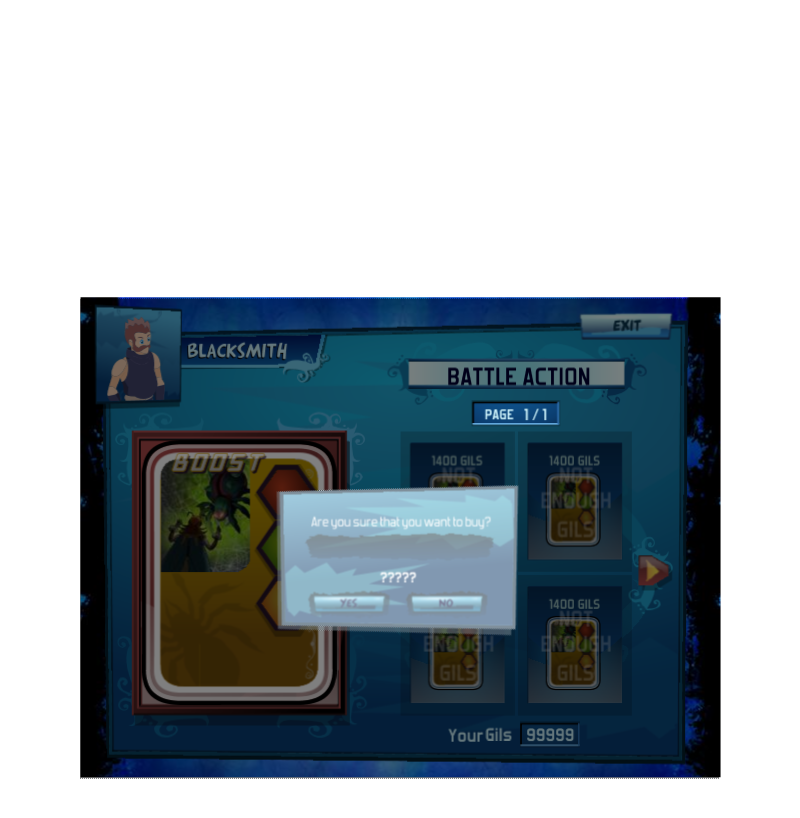 EXIT
BLACKSMITH
BATTLE ACTION
PAGE 1/1
BOOST
1400 GILS
NOT
ENOUGH
GILS
1400 GILS
NOT
Are you sure that you want to buy?
?????
YES
NO
1400 GILS
NOT
ENOUGH
GILS
ENOUGH
GILS
Your Gils 99999